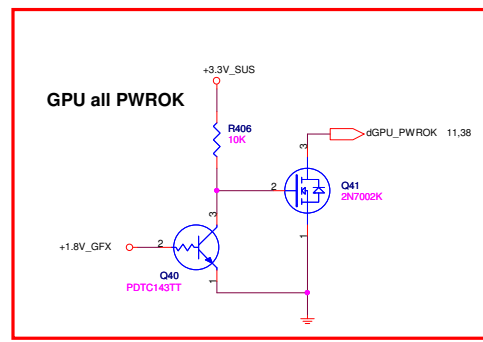 +3.3V_SUS
GPU all PWROK
R406
10K
dGPU_PWROK 11,38
3
2
Q41
2N7002K
3
1
+1.8V_GFX
2
Q40
PDTC143TT
1